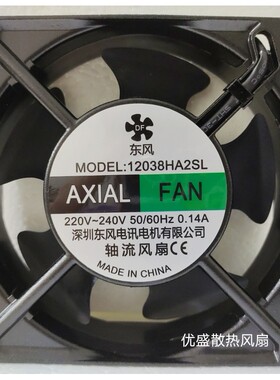 DF
东风
MODEL:12038HA2SL
AXIAL FAN
220V~240V 50/60Hz 0.14A
深圳东风电讯电机有限公司
轴流风扇CE
MADE IN CHINA
优盛散热风扇